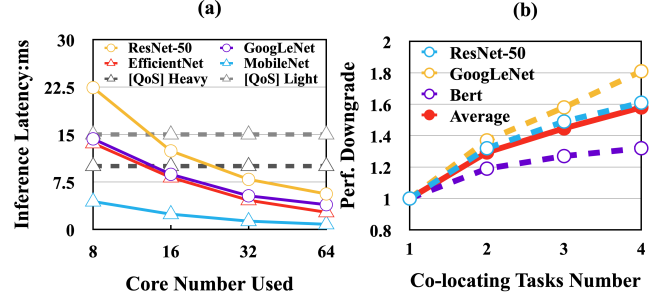 (a)
Inference Latency:ms
30
22.5
15
7.5
0
ResNet-50
GoogLeNet
EfficientNet
MobileNet
[QoS] Heavy
[QoS] Light
8
16
32
64
Core Number Used
(b)
Perf. Downgrade
2
1.8
1.6
1.4
1.2
1
0.8
ResNet-50
GoogLeNet
Bert
Average
1
2
3
4
Co-locating Tasks Number